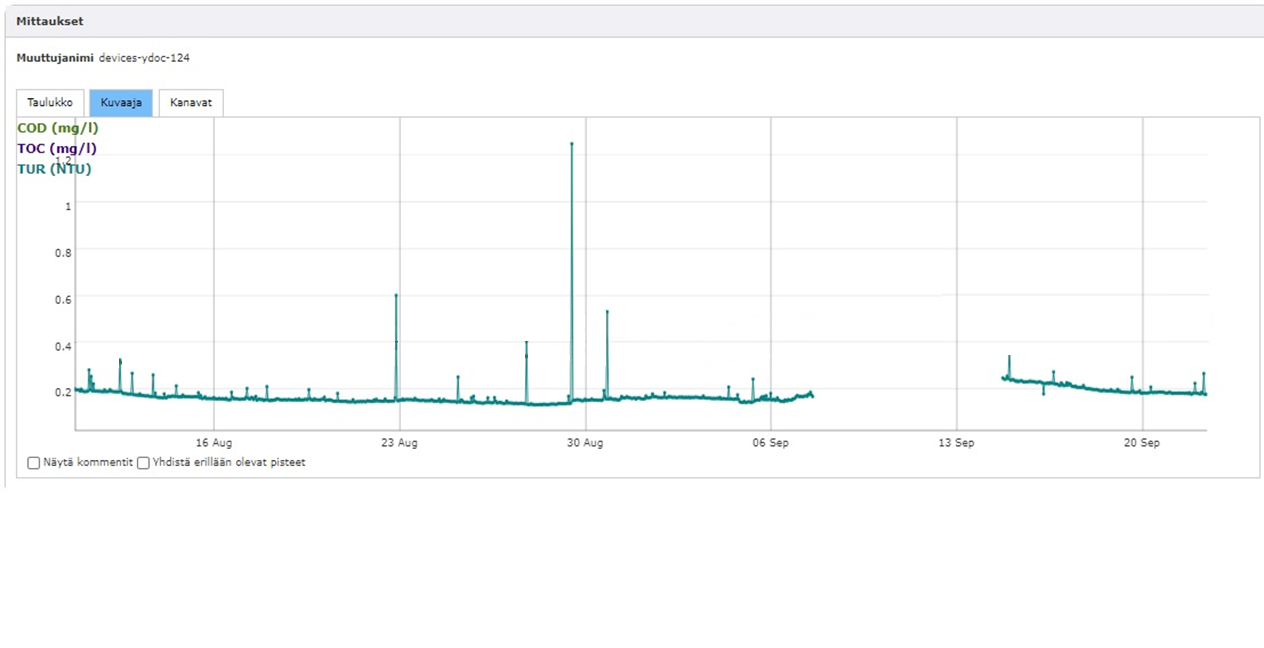 Mittaukset
Muuttujanimi devices-ydoc-124
Taulukko Kuvaaja Kanavat
COD (mg/l)
TOC (mg/l)
1.2
TUR (NTU)
1
0.8
0.6
0.4
0.2
16 Aug 23 Aug 30 Aug 06 Sep 13 Sep 20 Sep
Näytä kommentit Yhdistä erillään olevat pisteet